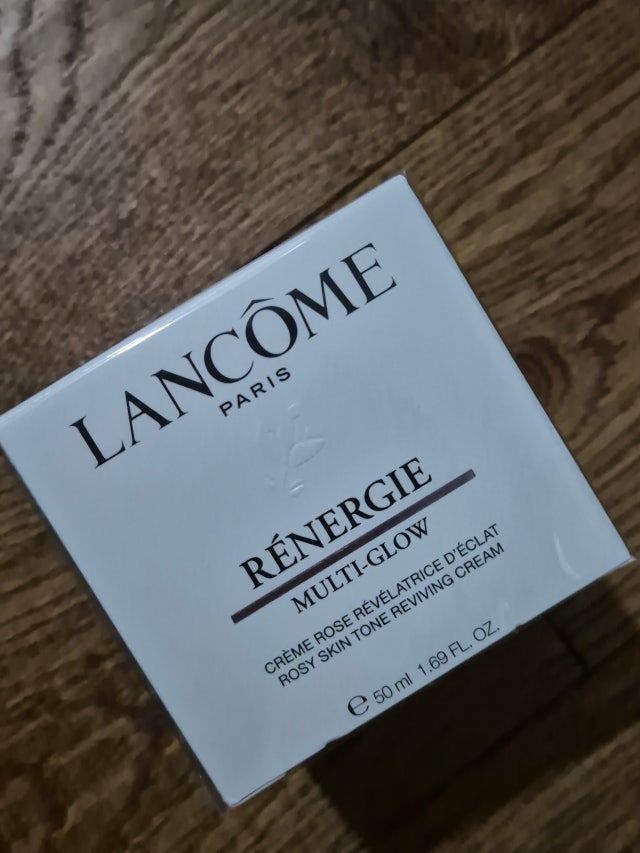 LANCÔME
PARIS
RÉNERGIE
MULTI-GLOW
CRÈME ROSE RÉVÉLATRICE D'ÉCLAT
ROSY SKIN TONE REVIVING CREAM
℮ 50 ml 1.69 FL. OZ.